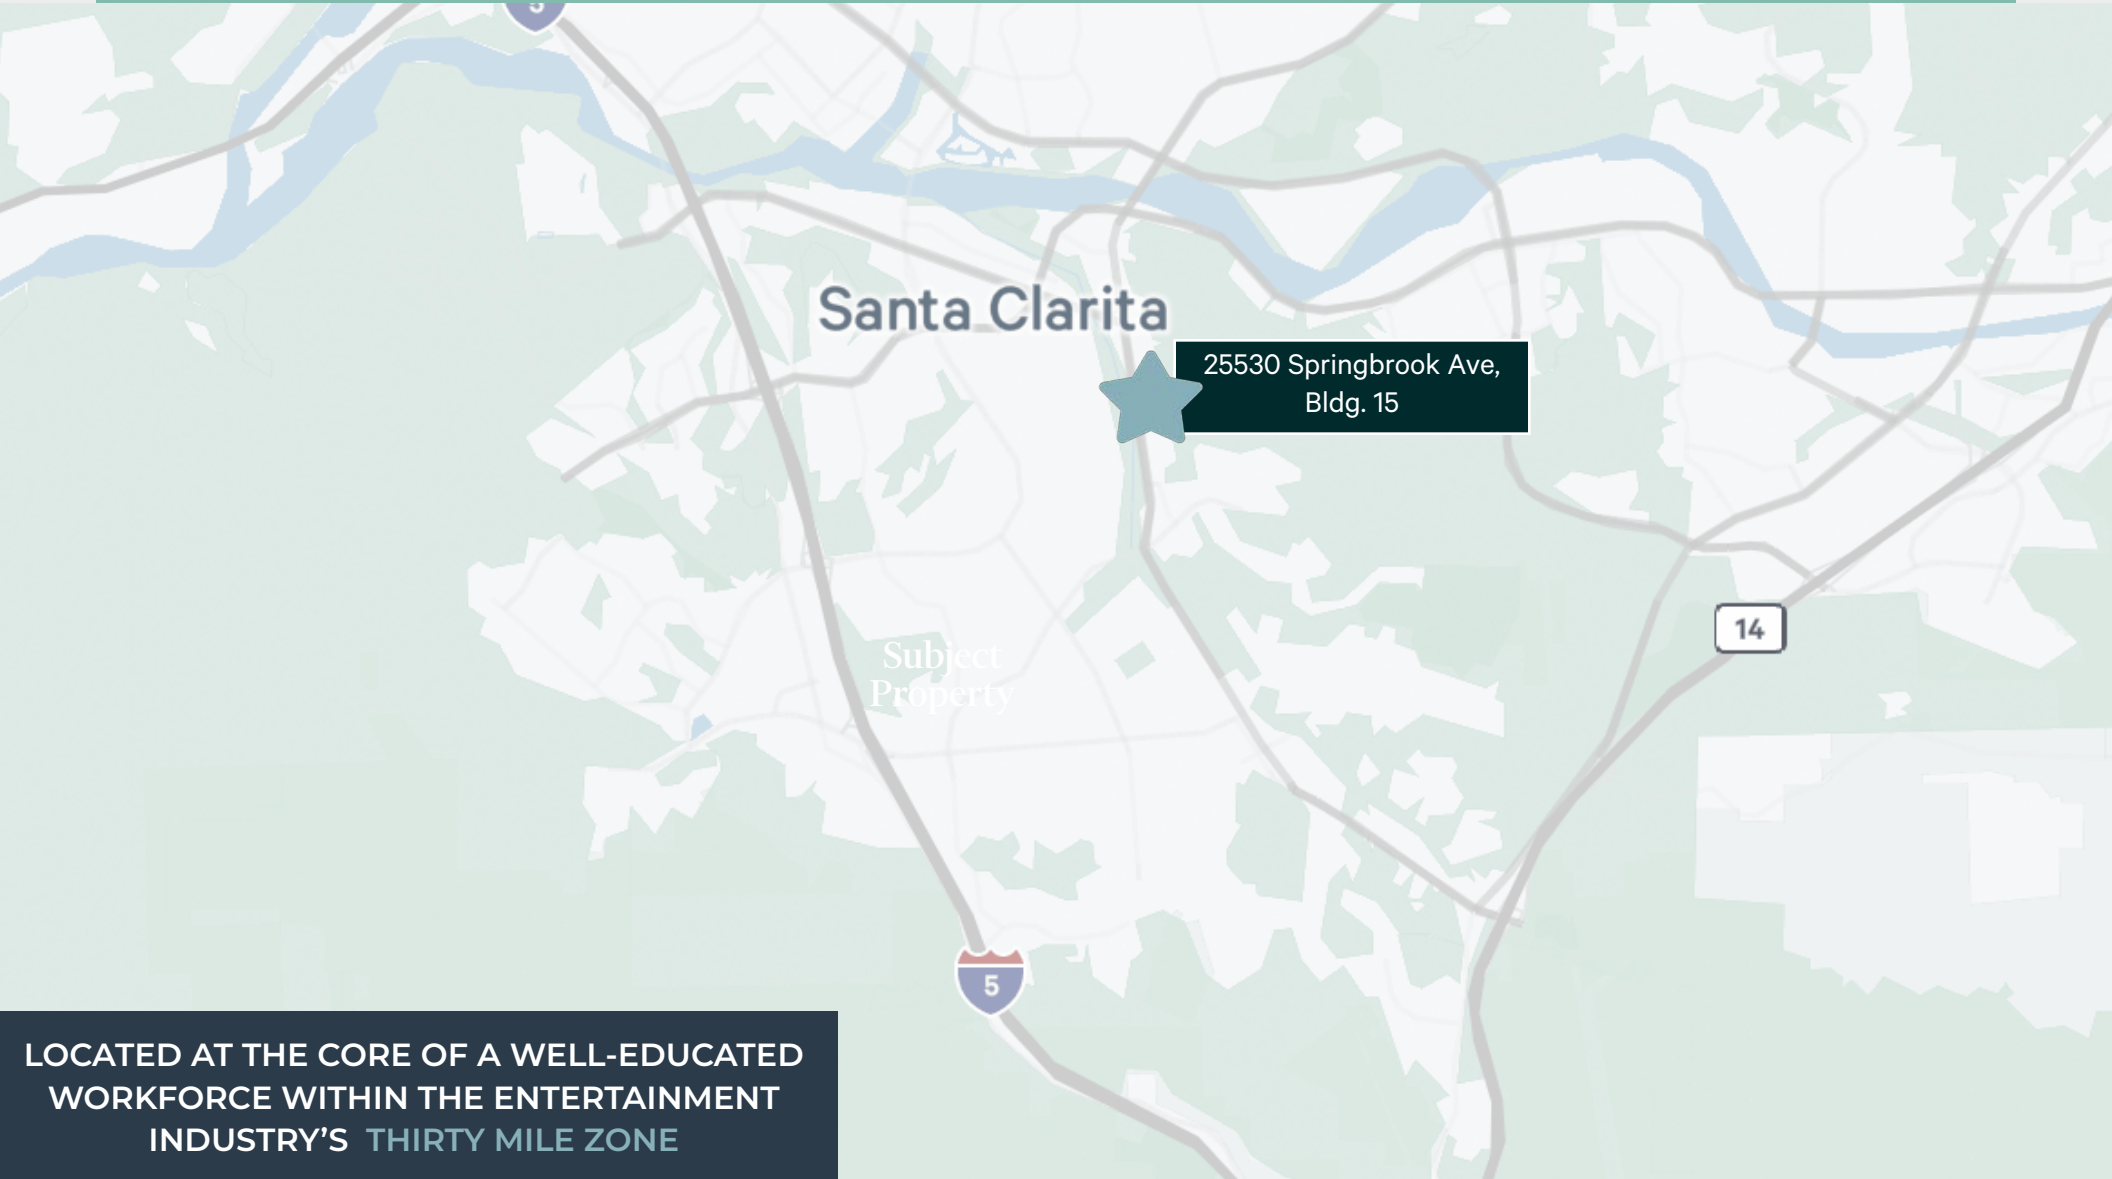 5
Santa Clarita
25530 Springbrook Ave,
Bldg. 15
14
Subject
Property
5
LOCATED AT THE CORE OF A WELL-EDUCATED
WORKFORCE WITHIN THE ENTERTAINMENT
INDUSTRY’S THIRTY MILE ZONE